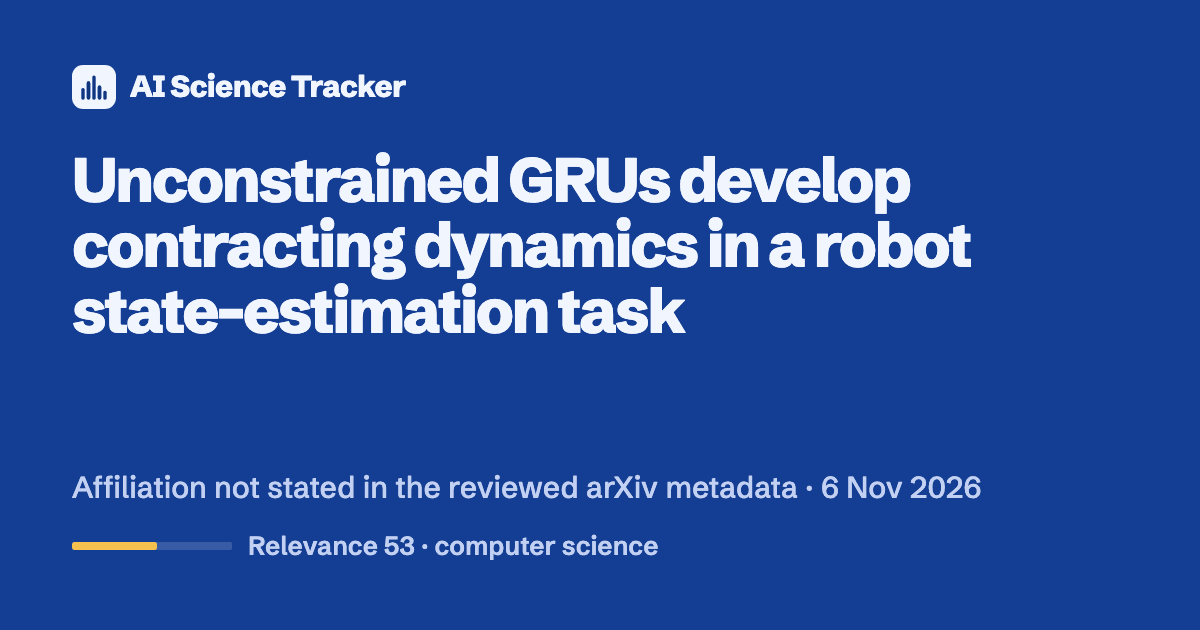 AI Science Tracker
Unconstrained GRUs develop
contracting dynamics in a robot
state-estimation task
Affiliation not stated in the reviewed arXiv metadata · 6 Nov 2026
Relevance 53 · computer science